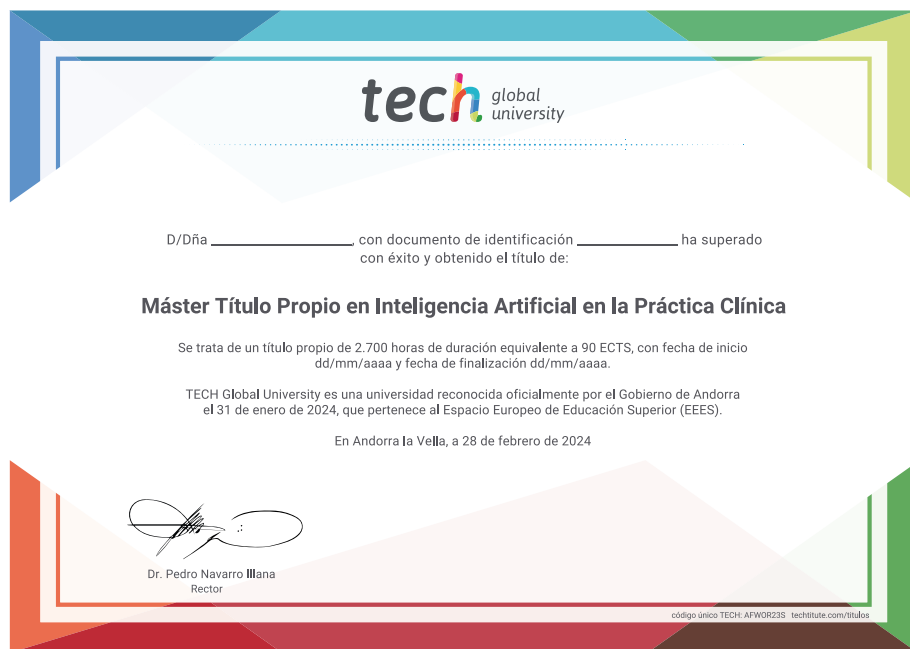 tech global university
D/Dña ______________, con documento de identificación __________ ha superado
con éxito y obtenido el título de:
Máster Título Propio en Inteligencia Artificial en la Práctica Clínica
Se trata de un título propio de 2.700 horas de duración equivalente a 90 ECTS, con fecha de inicio
dd/mm/aaaa y fecha de finalización dd/mm/aaaa.
TECH Global University es una universidad reconocida oficialmente por el Gobierno de Andorra
el 31 de enero de 2024, que pertenece al Espacio Europeo de Educación Superior (EEES).
En Andorra la Vella, a 28 de febrero de 2024
Dr. Pedro Navarro Illana
Rector
código único TECH: AFWOR23S techtitute.com/titulos